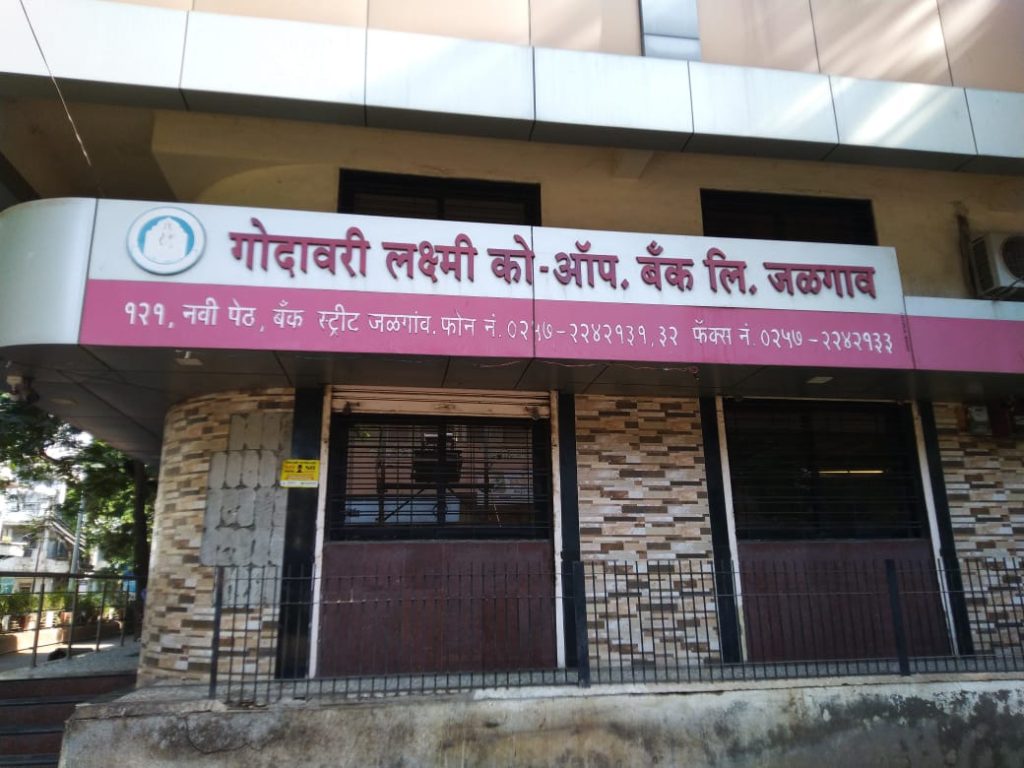 गोदावरी लक्ष्मी को-ऑप. बँक लि. जळगाव
१२१, नवी पेठ, बँक स्ट्रीट जळगांव. फोन नं. ०२५७-२२४२१३१, ३२ फॅक्स नं. ०२५७-२२४२१३३